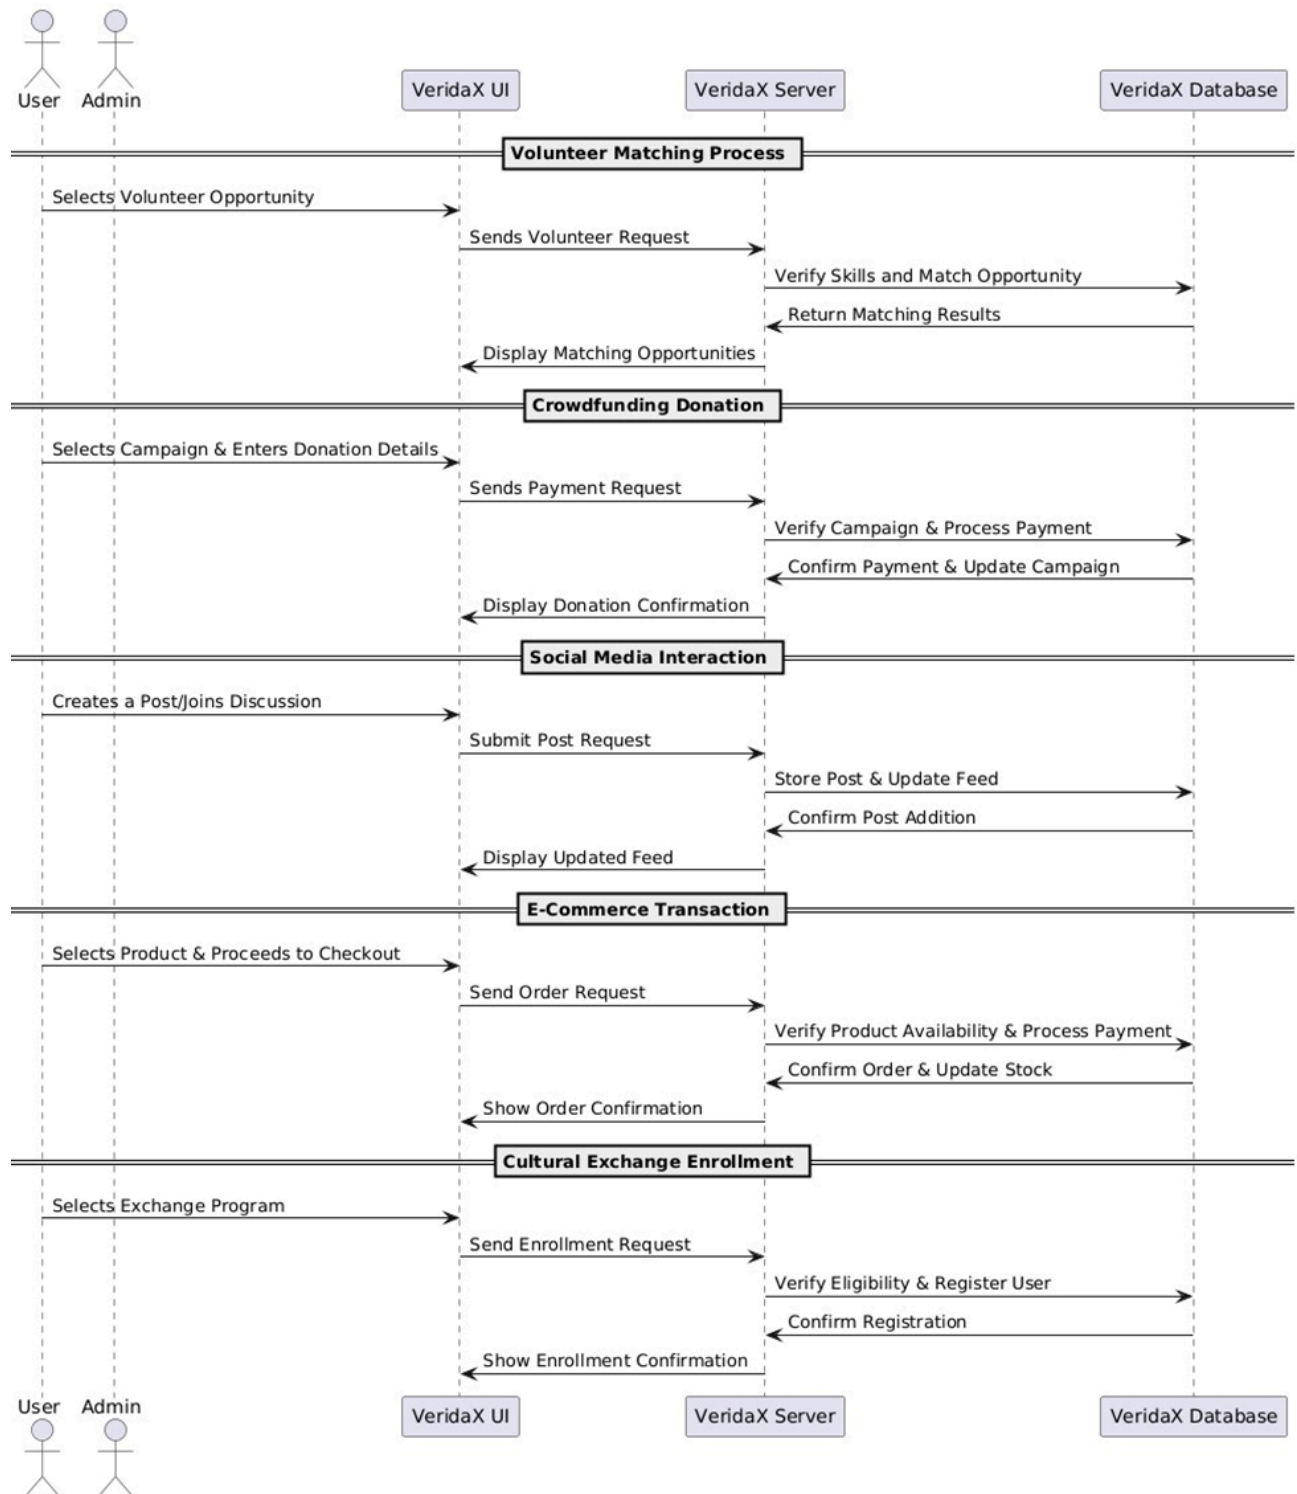 User
Admin
VeridaX UI
VeridaX Server
VeridaX Database
Volunteer Matching Process
Selects Volunteer Opportunity
Sends Volunteer Request
Verify Skills and Match Opportunity
Return Matching Results
Display Matching Opportunities
Crowdfunding Donation
Selects Campaign & Enters Donation Details
Sends Payment Request
Verify Campaign & Process Payment
Confirm Payment & Update Campaign
Display Donation Confirmation
Social Media Interaction
Creates a Post/Joins Discussion
Submit Post Request
Store Post & Update Feed
Confirm Post Addition
Display Updated Feed
E-Commerce Transaction
Selects Product & Proceeds to Checkout
Send Order Request
Verify Product Availability & Process Payment
Confirm Order & Update Stock
Show Order Confirmation
Cultural Exchange Enrollment
Selects Exchange Program
Send Enrollment Request
Verify Eligibility & Register User
Confirm Registration
Show Enrollment Confirmation
User
Admin
VeridaX UI
VeridaX Server
VeridaX Database